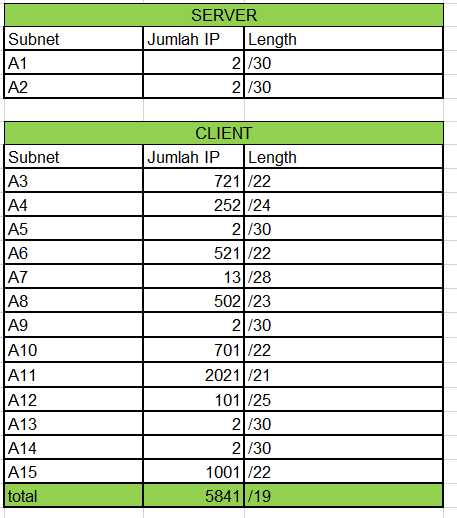 SERVER
Subnet Jumlah IP Length
A1 2 /30
A2 2 /30
CLIENT
Subnet Jumlah IP Length
A3 721 /22
A4 252 /24
A5 2 /30
A6 521 /22
A7 13 /28
A8 502 /23
A9 2 /30
A10 701 /22
A11 2021 /21
A12 101 /25
A13 2 /30
A14 2 /30
A15 1001 /22
total 5841 /19